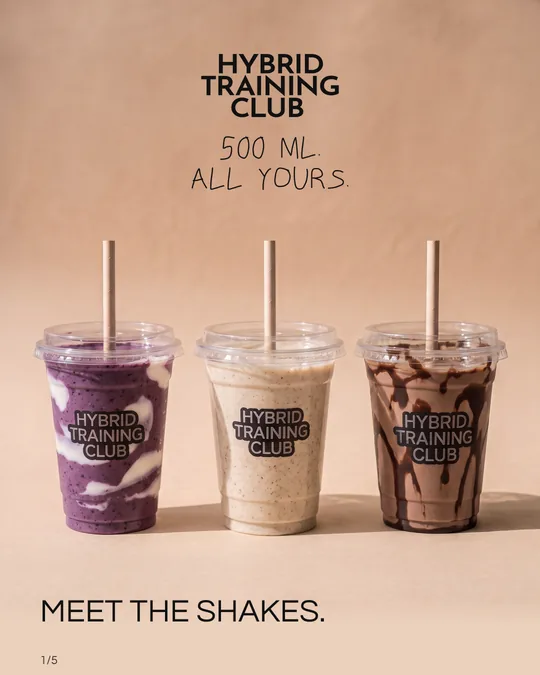 HYBRID
TRAINING
CLUB
500 ML.
ALL YOURS.
HYBRID
TRAINING
CLUB
HYBRID
TRAINING
CLUB
HYBRID
TRAINING
CLUB
MEET THE SHAKES.
1/5